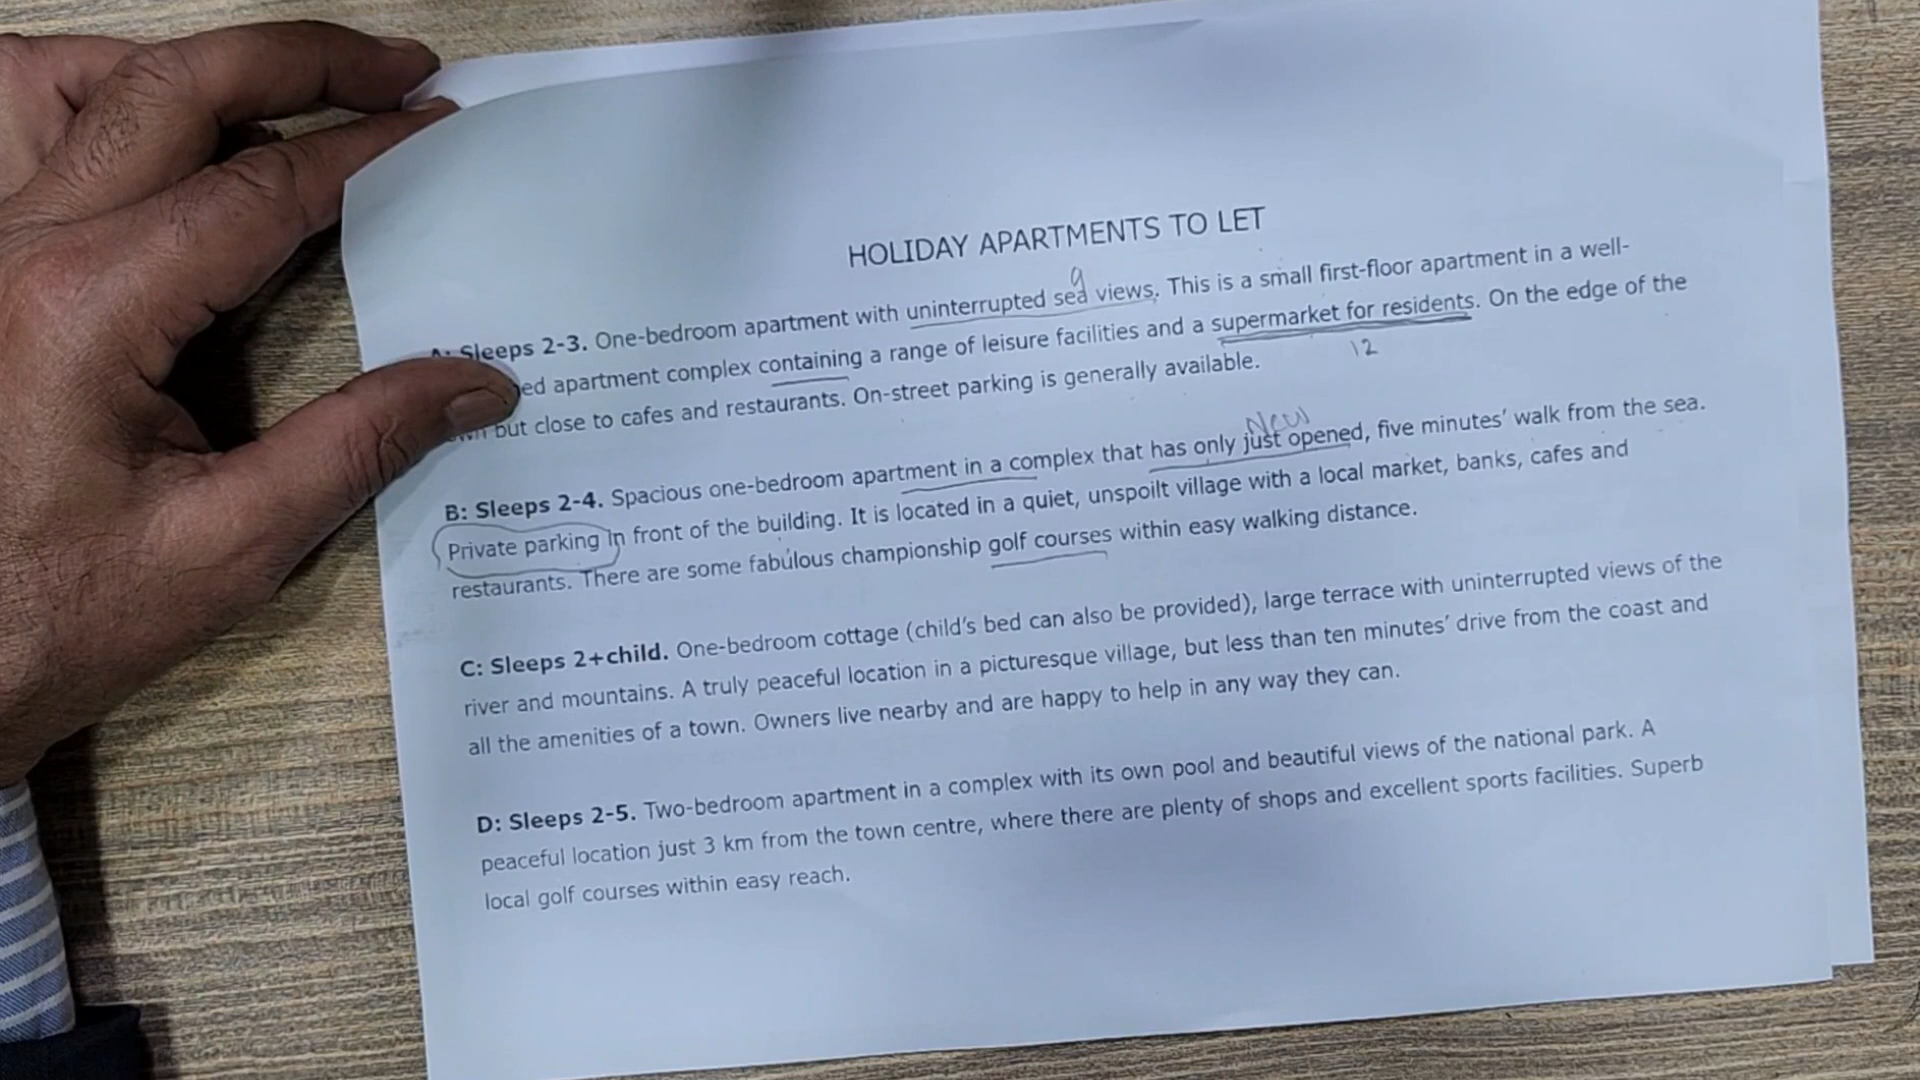 HOLIDAY APARTMENTS TO LET
9
A: Sleeps 2-3. One-bedroom apartment with uninterrupted sea views. This is a small first-floor apartment in a well-
ed apartment complex containing a range of leisure facilities and a supermarket for residents. On the edge of the
12
but close to cafes and restaurants. On-street parking is generally available.
New
B: Sleeps 2-4. Spacious one-bedroom apartment in a complex that has only just opened, five minutes' walk from the sea.
Private parking in front of the building. It is located in a quiet, unspoilt village with a local market, banks, cafes and
restaurants. There are some fabulous championship golf courses within easy walking distance.
C: Sleeps 2+child. One-bedroom cottage (child's bed can also be provided), large terrace with uninterrupted views of the
river and mountains. A truly peaceful location in a picturesque village, but less than ten minutes' drive from the coast and
all the amenities of a town. Owners live nearby and are happy to help in any way they can.
D: Sleeps 2-5. Two-bedroom apartment in a complex with its own pool and beautiful views of the national park. A
peaceful location just 3 km from the town centre, where there are plenty of shops and excellent sports facilities. Superb
local golf courses within easy reach.